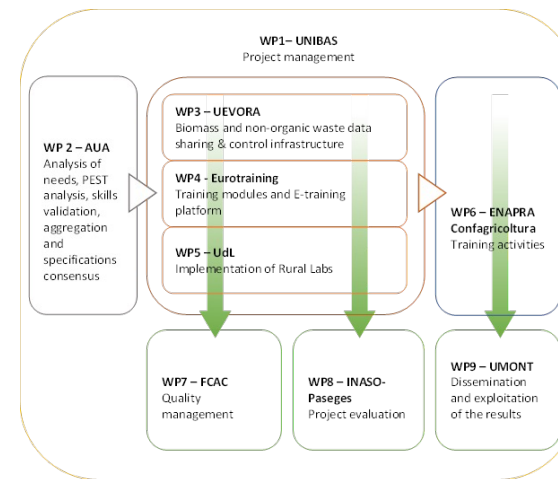 WP1– UNIBAS
Project management
WP 2 – AUA
Analysis of
needs, PEST
analysis, skills
validation,
aggregation
and
specifications
consensus
WP3 – UEVORA
Biomass and non-organic waste data
sharing & control infrastructure
WP4 - Eurotraining
Training modules and E-training
platform
WP5 – UdL
Implementation of Rural Labs
WP6 – ENAPRA
Confagricoltura
Training activities
WP7 – FCAC
Quality
management
WP8 – INASO-
Paseges
Project evaluation
WP9 – UMONT
Dissemination
and exploitation
of the results